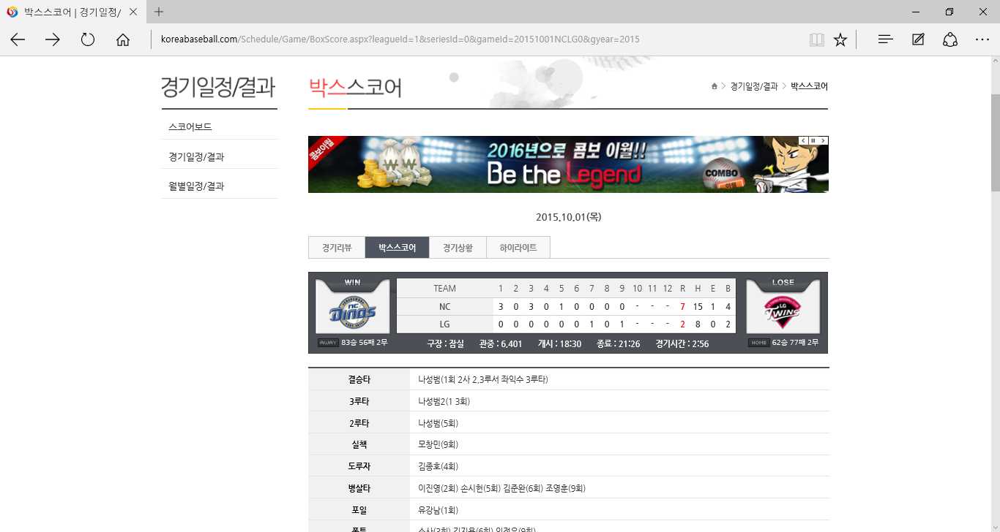 박스스코어 | 경기일정/
koreabaseball.com/Schedule/Game/BoxScore.aspx?leagueId=1&seriesId=0&gameId=20151001NCLG0&gyear=2015
경기일정/결과
스코어보드
경기일정/결과
월별일정/결과
박스스코어
경기일정/결과 > 박스스코어
콤보이월
2016년으로 콤보 이월!!
Be the Legend
COMBO
이월
2015.10.01(목)
경기리뷰 박스스코어 경기상황 하이라이트
WIN
NC
DINOS
AWAY 83승 56패 2무
TEAM 1 2 3 4 5 6 7 8 9 10 11 12 R H E B
NC 3 0 3 0 1 0 0 0 0 - - - 7 15 1 4
LG 0 0 0 0 0 0 1 0 1 - - - 2 8 0 2
구장 : 잠실 관중 : 6,401 개시 : 18:30 종료 : 21:26 경기시간 : 2:56
LOSE
LG
TWINS
HOME 62승 77패 2무
결승타 나성범(1회 2사 2,3루서 좌익수 3루타)
3루타 나성범2(1 3회)
2루타 나성범(5회)
실책 모창민(9회)
도루자 김종호(4회)
병살타 이진영(2회) 손시헌(5회) 김준완(6회) 조영훈(9회)
포일 유강남(1회)